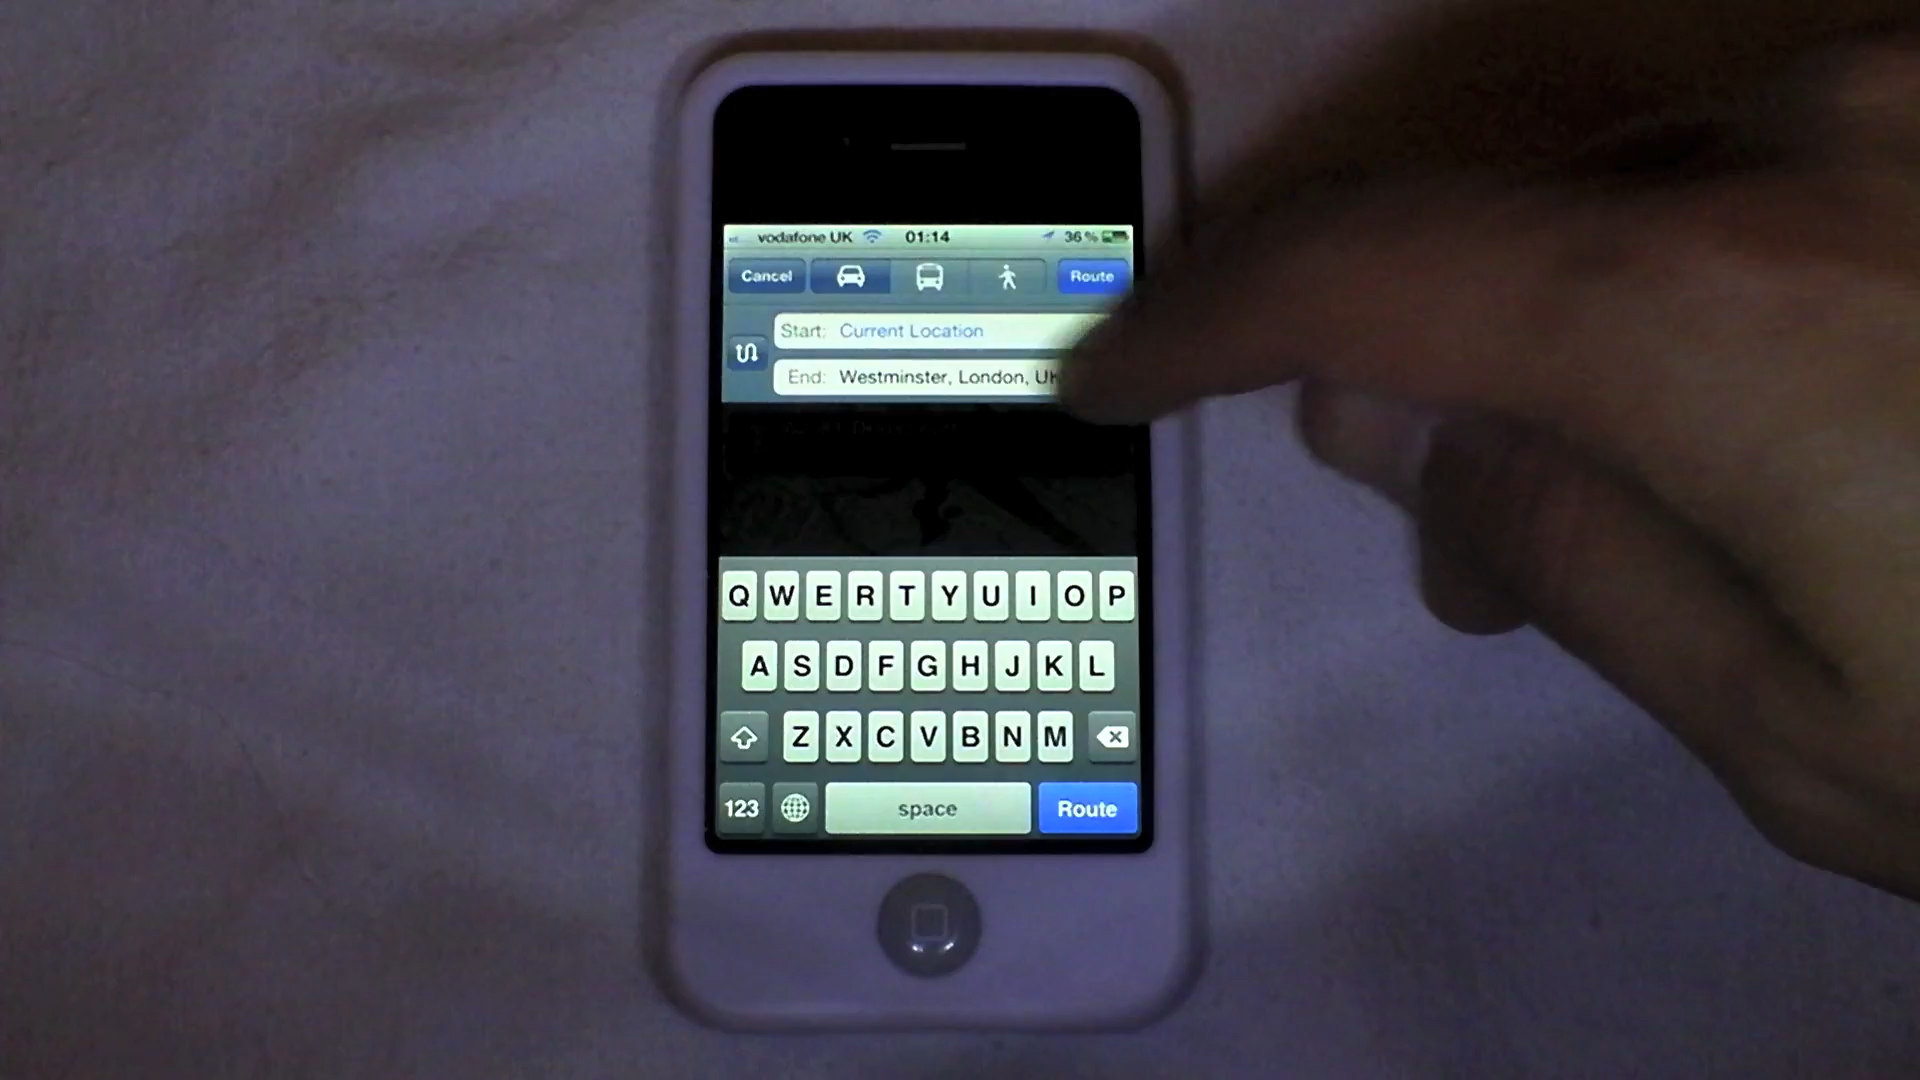 vodafone UK 01:14 36%
Cancel Route
Start: Current Location
End: Westminster, London, UK
Q W E R T Y U I O P
A S D F G H J K L
Z X C V B N M
123 space Route